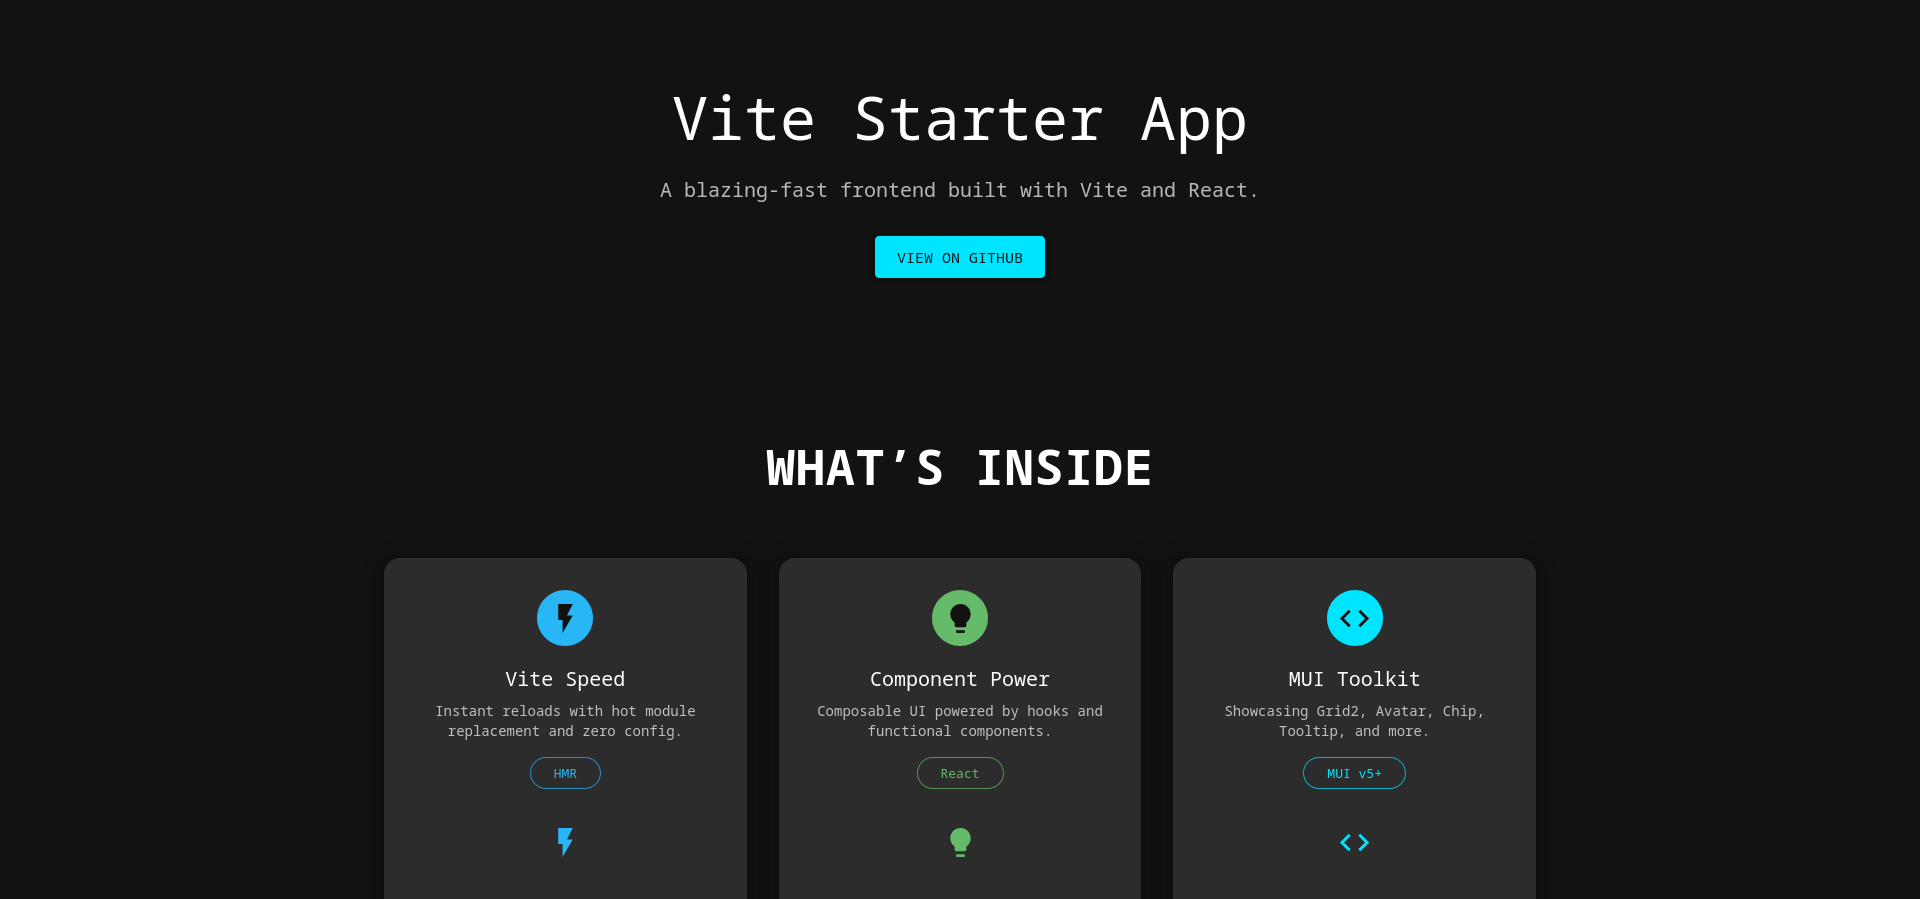 Vite Starter App
A blazing-fast frontend built with Vite and React.
VIEW ON GITHUB
WHAT’S INSIDE
Vite Speed
Instant reloads with hot module
replacement and zero config.
HMR
Component Power
Composable UI powered by hooks and
functional components.
React
MUI Toolkit
Showcasing Grid2, Avatar, Chip,
Tooltip, and more.
MUI v5+